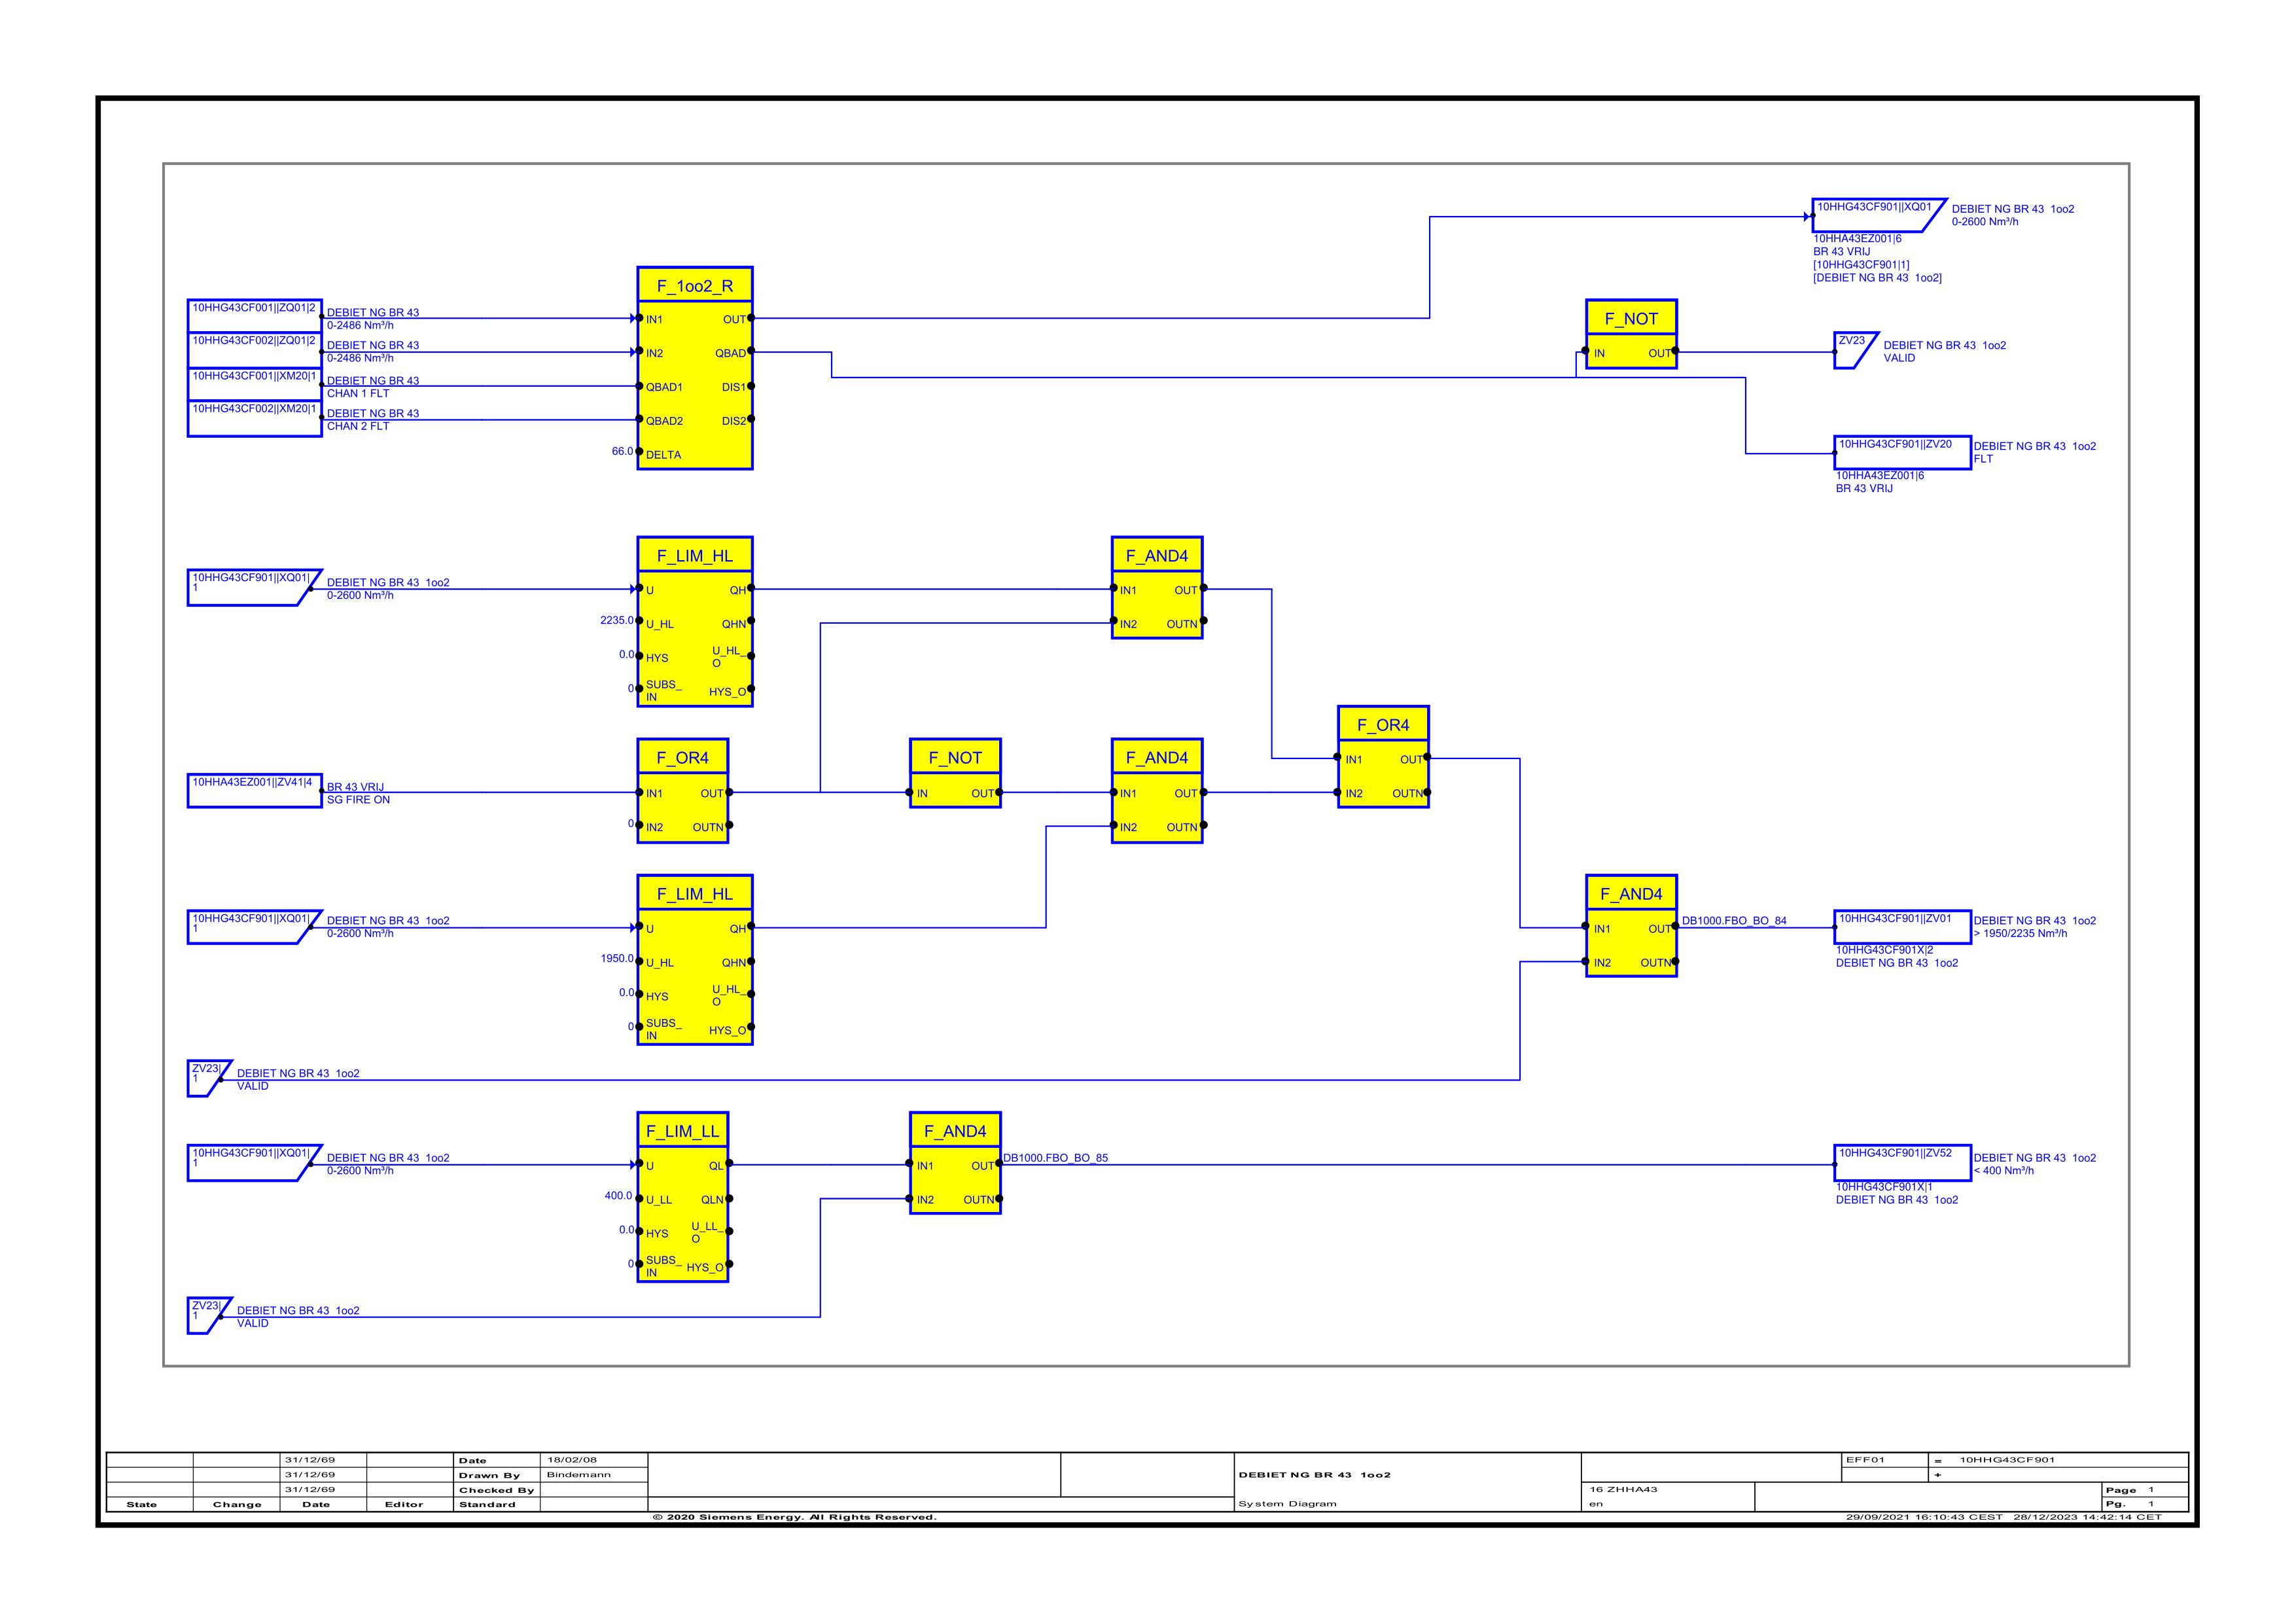 10HHG43CF901||XQ01
DEBIET NG BR 43 1oo2
0-2600 Nm³/h
10HHA43EZ001|6
BR 43 VRIJ
[10HHG43CF901|1]
[DEBIET NG BR 43 1oo2]
F_1oo2_R
10HHG43CF001||ZQ01|2
DEBIET NG BR 43
0-2486 Nm³/h
IN1
OUT
10HHG43CF002||ZQ01|2
DEBIET NG BR 43
0-2486 Nm³/h
IN2
QBAD
10HHG43CF001||XM20|1
DEBIET NG BR 43
CHAN 1 FLT
QBAD1
DIS1
10HHG43CF002||XM20|1
DEBIET NG BR 43
CHAN 2 FLT
QBAD2
DIS2
66.0
DELTA
F_NOT
IN
OUT
ZV23
DEBIET NG BR 43 1oo2
VALID
10HHG43CF901||ZV20
DEBIET NG BR 43 1oo2
FLT
10HHA43EZ001|6
BR 43 VRIJ
F_LIM_HL
10HHG43CF901||XQ01|
1
DEBIET NG BR 43 1oo2
0-2600 Nm³/h
U
QH
2235.0
U_HL
QHN
0.0
HYS
U_HL_
O
0
SUBS_
IN
HYS_O
F_AND4
IN1
OUT
IN2
OUTN
F_OR4
10HHA43EZ001||ZV41|4
BR 43 VRIJ
SG FIRE ON
IN1
OUT
0
IN2
OUTN
F_NOT
IN
OUT
F_AND4
IN1
OUT
IN2
OUTN
F_OR4
IN1
OUT
IN2
OUTN
F_LIM_HL
10HHG43CF901||XQ01|
1
DEBIET NG BR 43 1oo2
0-2600 Nm³/h
U
QH
1950.0
U_HL
QHN
0.0
HYS
U_HL_
O
0
SUBS_
IN
HYS_O
F_AND4
IN1
OUT
IN2
OUTN
DB1000.FBO_BO_84
10HHG43CF901||ZV01
DEBIET NG BR 43 1oo2
> 1950/2235 Nm³/h
10HHG43CF901X|2
DEBIET NG BR 43 1oo2
ZV23|
1
DEBIET NG BR 43 1oo2
VALID
F_LIM_LL
10HHG43CF901||XQ01|
1
DEBIET NG BR 43 1oo2
0-2600 Nm³/h
U
QL
400.0
U_LL
QLN
0.0
HYS
U_LL_
O
0
SUBS_
IN
HYS_O
F_AND4
IN1
OUT
IN2
OUTN
DB1000.FBO_BO_85
10HHG43CF901||ZV52
DEBIET NG BR 43 1oo2
< 400 Nm³/h
10HHG43CF901X|1
DEBIET NG BR 43 1oo2
ZV23|
1
DEBIET NG BR 43 1oo2
VALID
31/12/69 Date 18/02/08
31/12/69 Drawn By Bindemann
31/12/69 Checked By
State Change Date Editor Standard
DEBIET NG BR 43 1oo2
System Diagram
16 ZHHA43
en
EFF01 = 10HHG43CF901
+
Page 1
Pg. 1
© 2020 Siemens Energy. All Rights Reserved.
29/09/2021 16:10:43 CEST 28/12/2023 14:42:14 CET